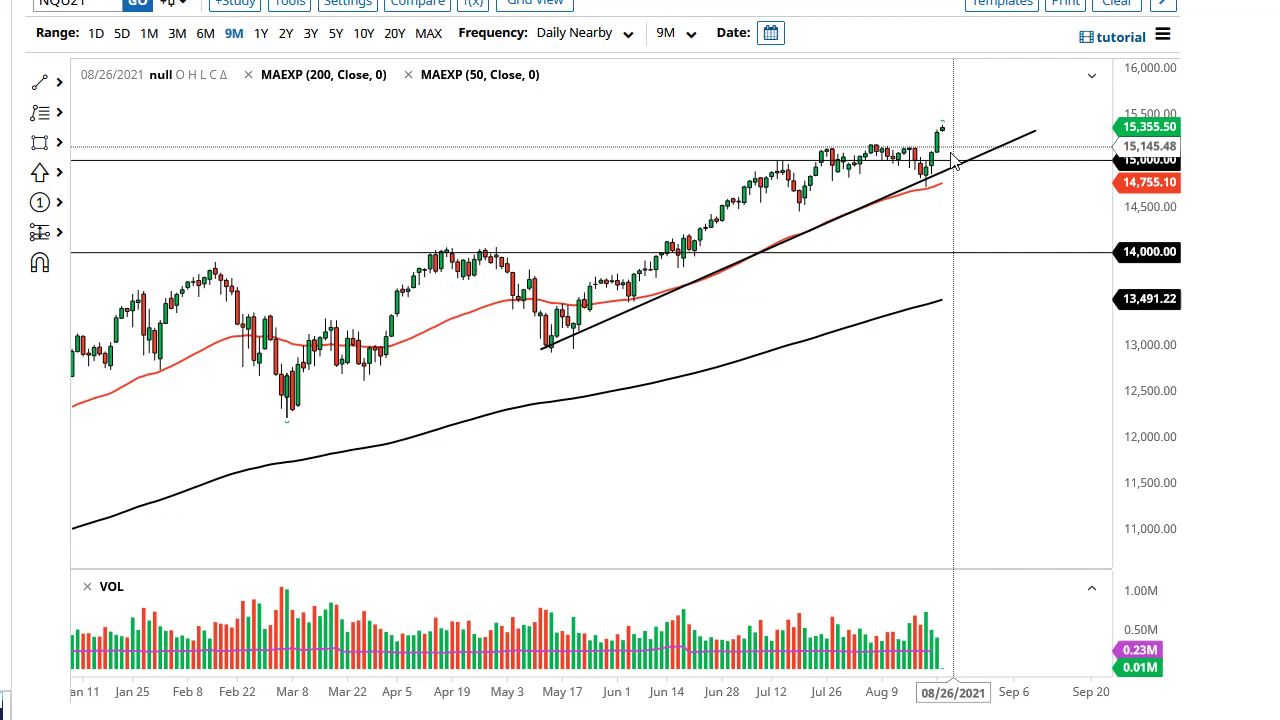 NQU21 GO +Study Tools Settings Compare f(x) Grid View Templates Print Clear
Range: 1D 5D 1M 3M 6M 9M 1Y 2Y 3Y 5Y 10Y 20Y MAX Frequency: Daily Nearby 9M Date:
tutorial
08/26/2021 null O H L C Δ × MAEXP (200, Close, 0) × MAEXP (50, Close, 0)
16,000.00
15,500.00
15,355.50
15,145.48
15,000.00
14,755.10
14,500.00
14,000.00
13,491.22
13,000.00
12,500.00
12,000.00
11,500.00
11,000.00
1
× VOL
1.00M
0.50M
0.23M
0.01M
an 11 Jan 25 Feb 8 Feb 22 Mar 8 Mar 22 Apr 5 Apr 19 May 3 May 17 Jun 1 Jun 14 Jun 28 Jul 12 Jul 26 Aug 9 08/26/2021 Sep 6 Sep 20